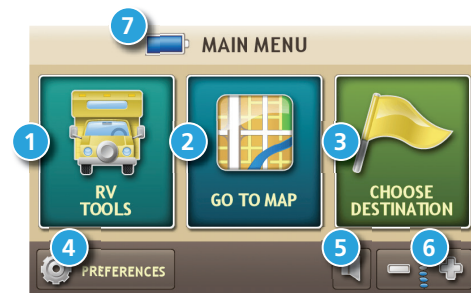 7
MAIN MENU
1
2
3
RV
TOOLS
GO TO MAP
CHOOSE
DESTINATION
4
5
6
PREFERENCES